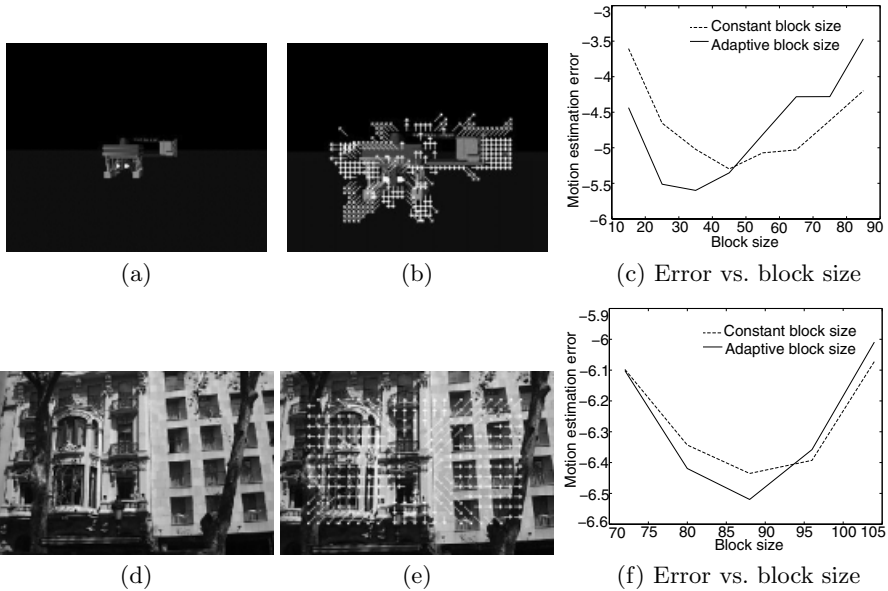 −3
−3.5
−4
−4.5
−5
−5.5
−6
Motion estimation error
Constant block size
Adaptive block size
10 20 30 40 50 60 70 80 90
Block size
(a)
(b)
(c) Error vs. block size
−5.9
−6
−6.1
−6.2
−6.3
−6.4
−6.5
−6.6
Motion estimation error
Constant block size
Adaptive block size
70 75 80 85 90 95 100 105
Block size
(d)
(e)
(f) Error vs. block size